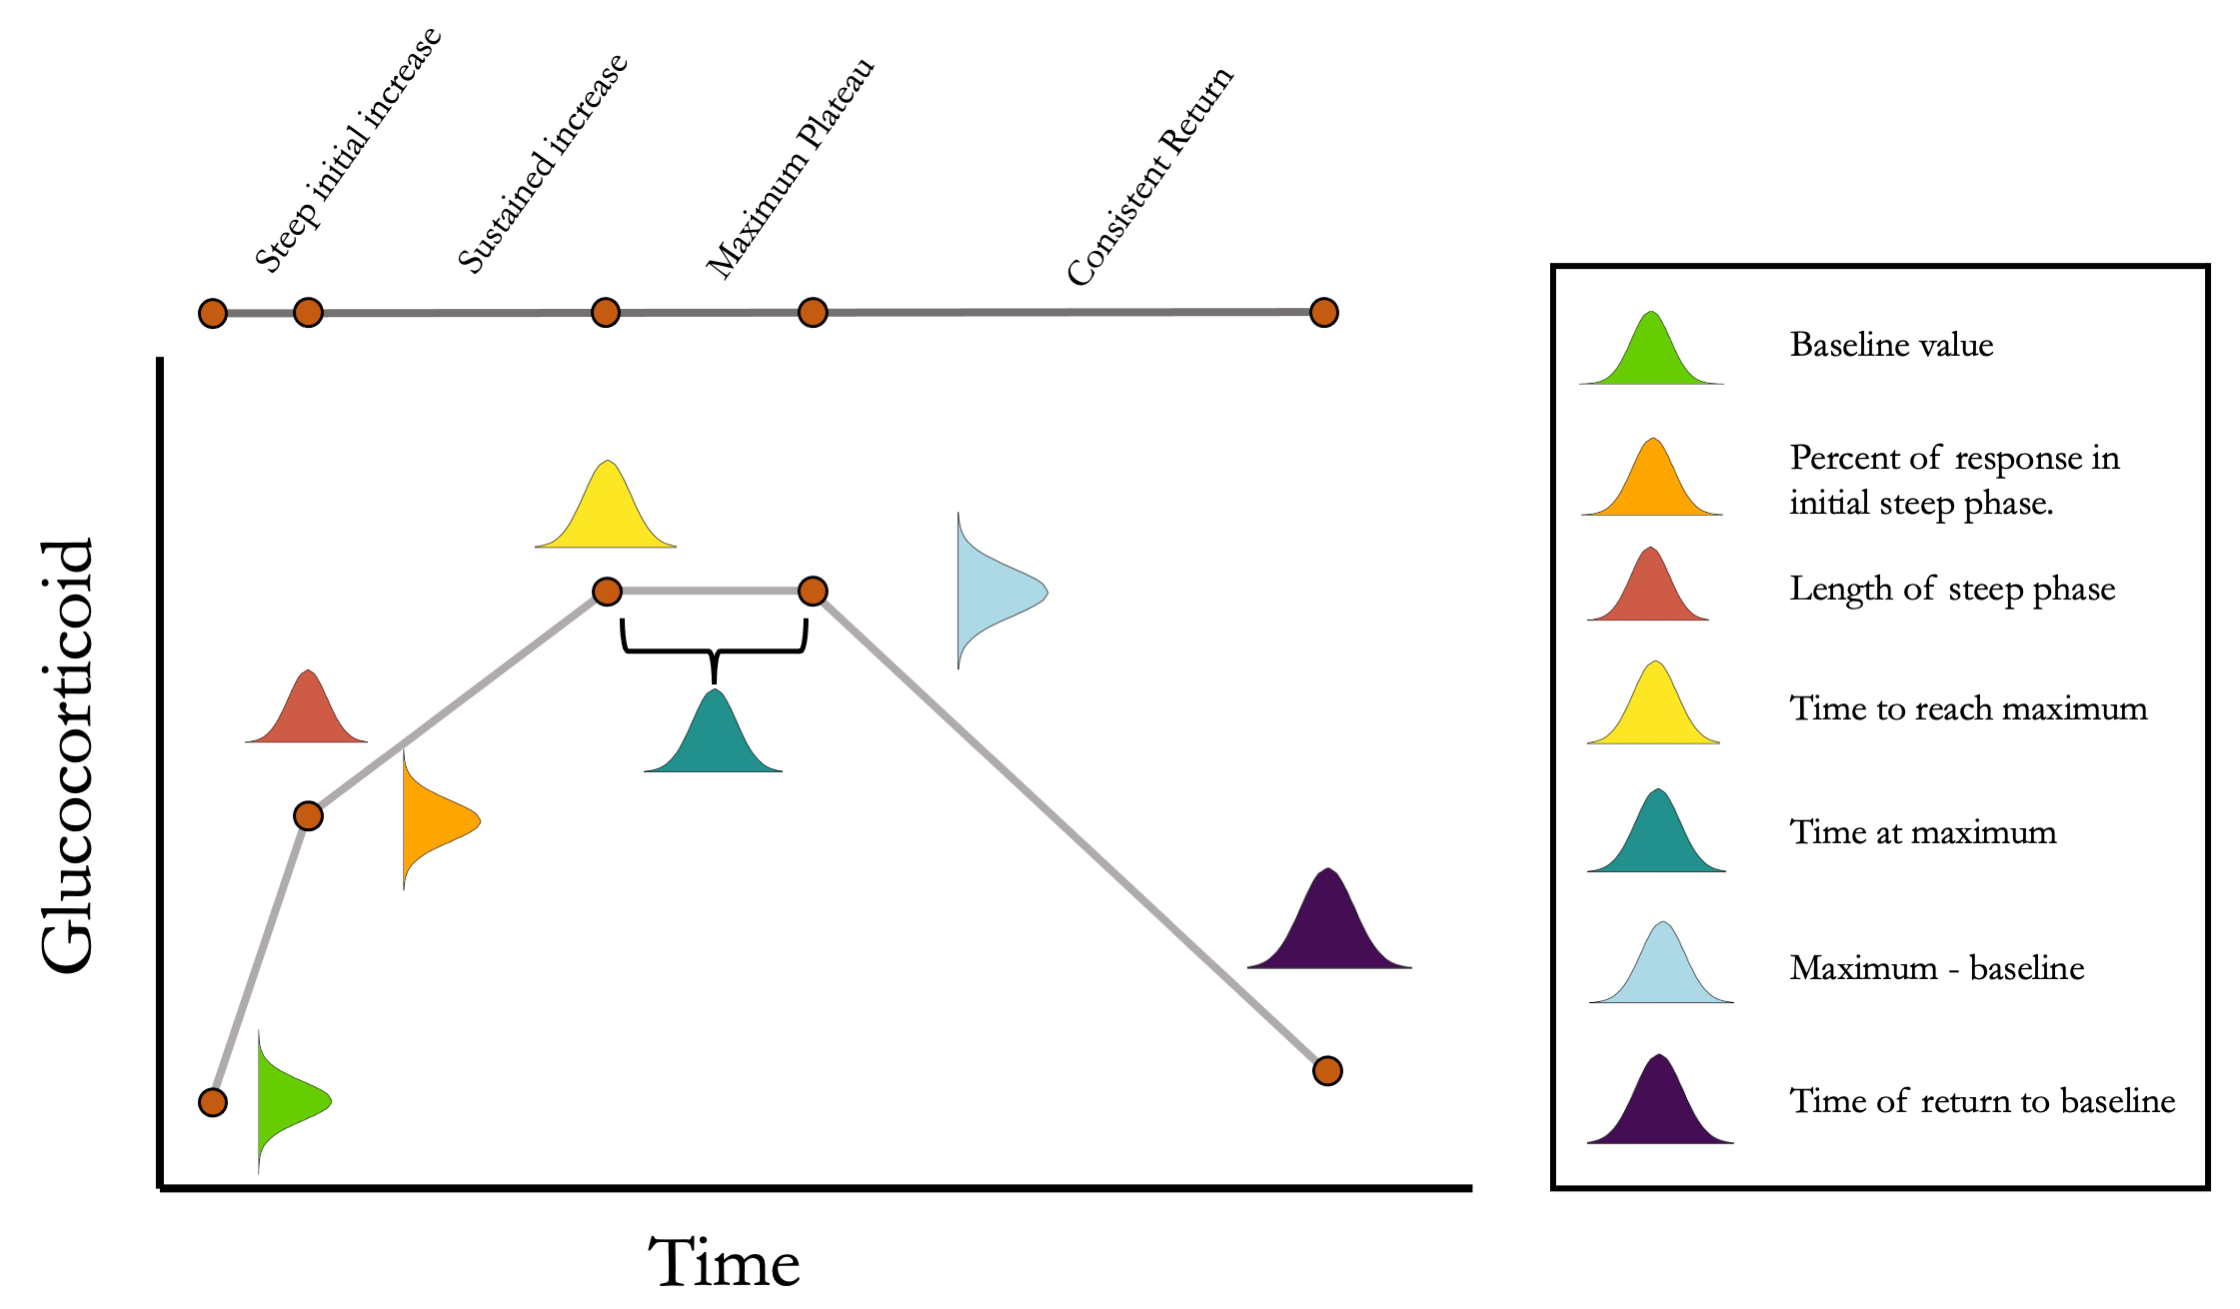 Steep initial increase
Sustained increase
Maximum Plateau
Consistent Return
Glucocorticoid
Time
Baseline value
Percent of response in
initial steep phase.
Length of steep phase
Time to reach maximum
Time at maximum
Maximum - baseline
Time of return to baseline